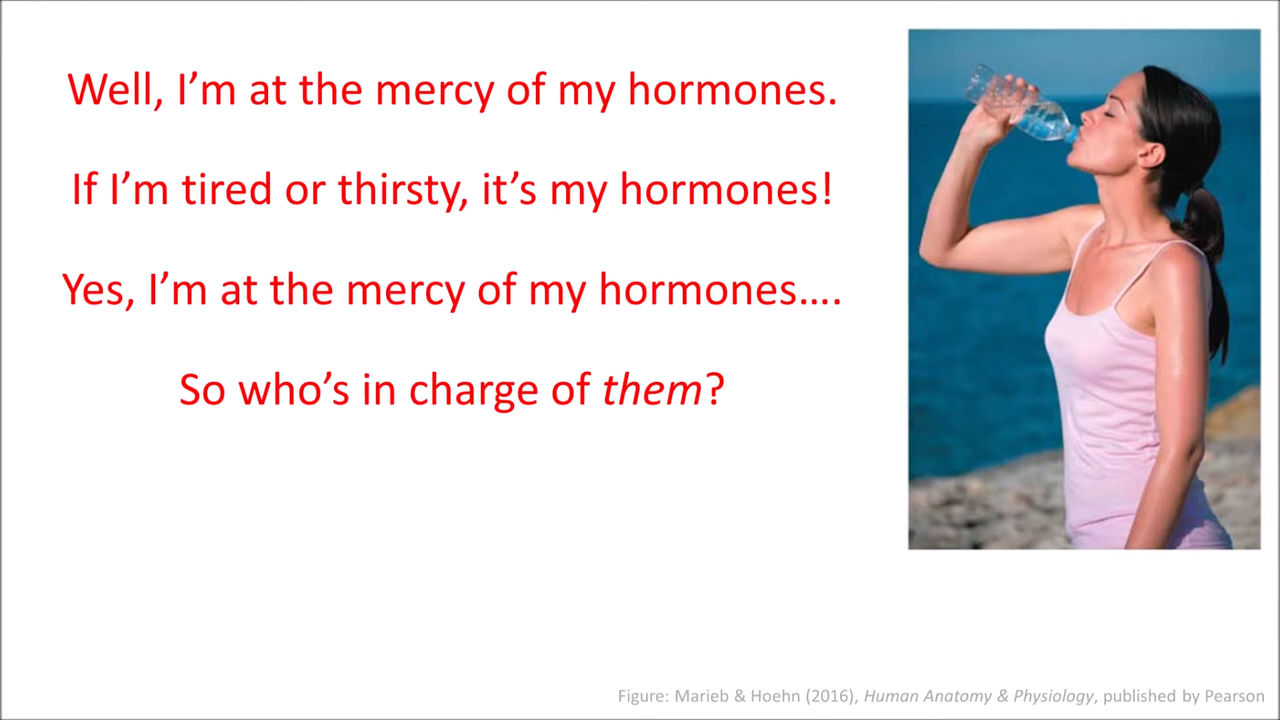 Well, I’m at the mercy of my hormones.
If I’m tired or thirsty, it’s my hormones!
Yes, I’m at the mercy of my hormones....
So who’s in charge of them?
Figure: Marieb & Hoehn (2016), Human Anatomy & Physiology, published by Pearson